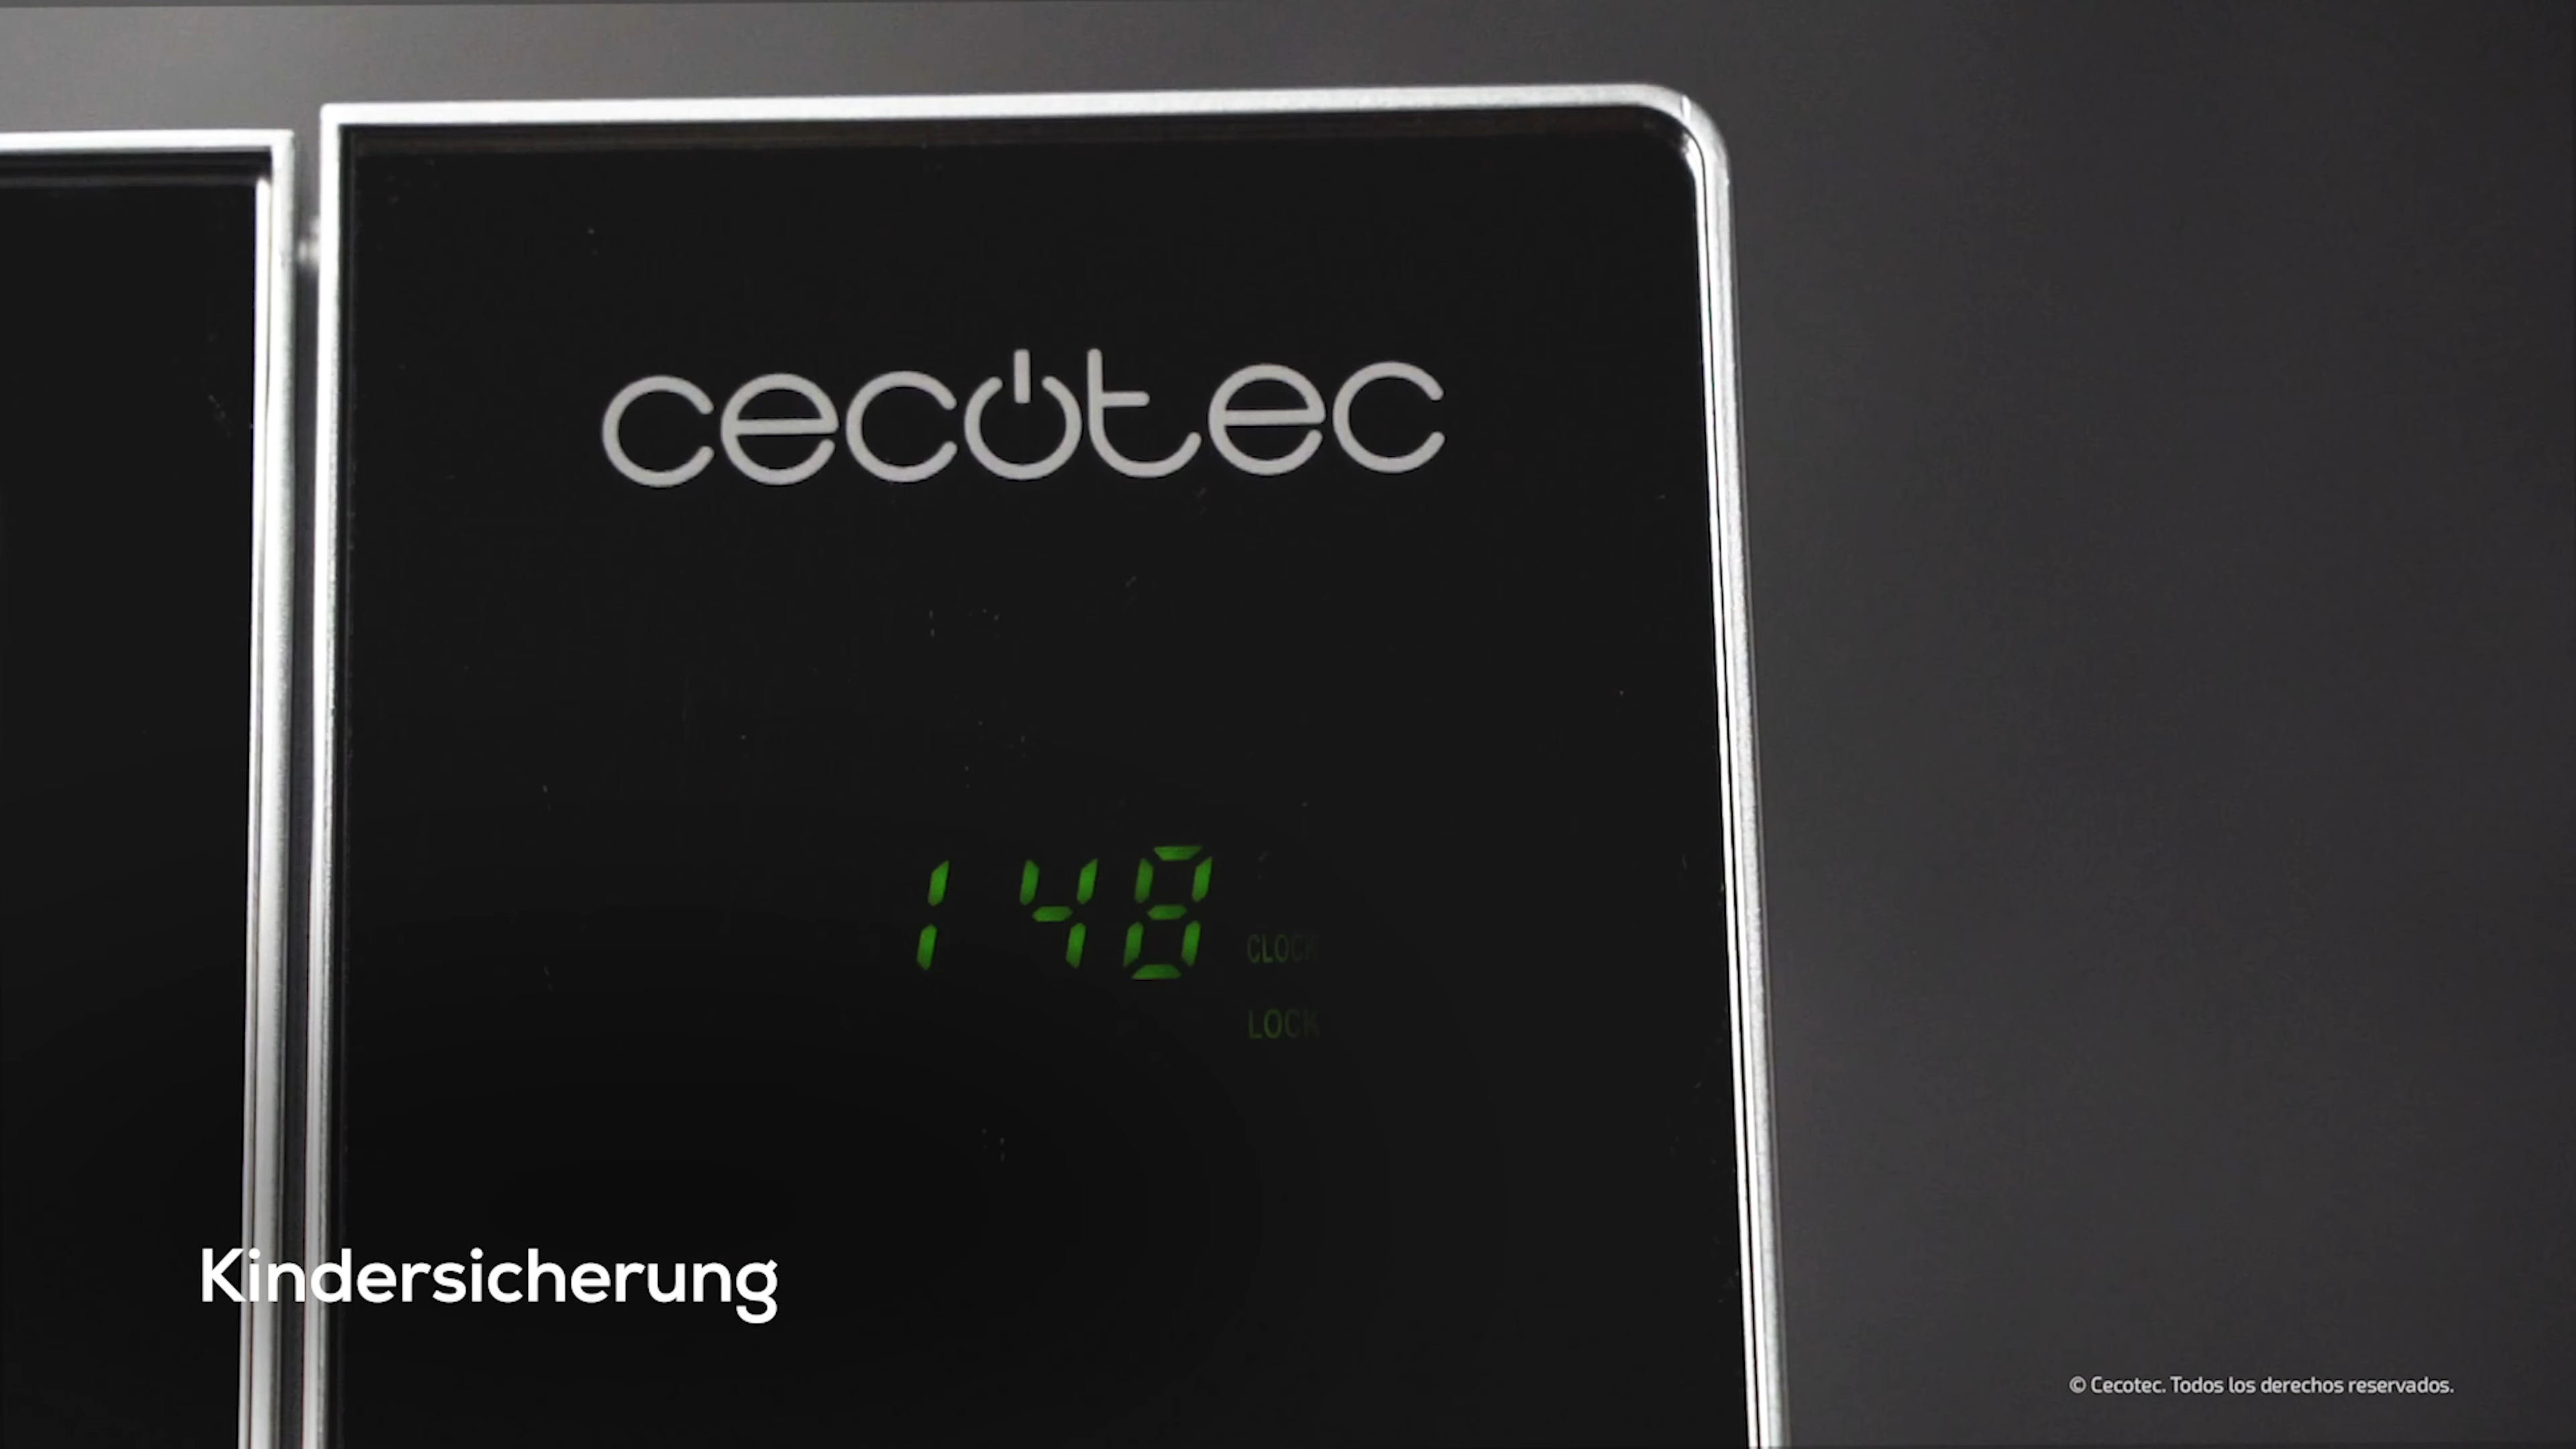 cecotec
148
CLOCK
LOCK
Kindersicherung
© Cecotec. Todos los derechos reservados.